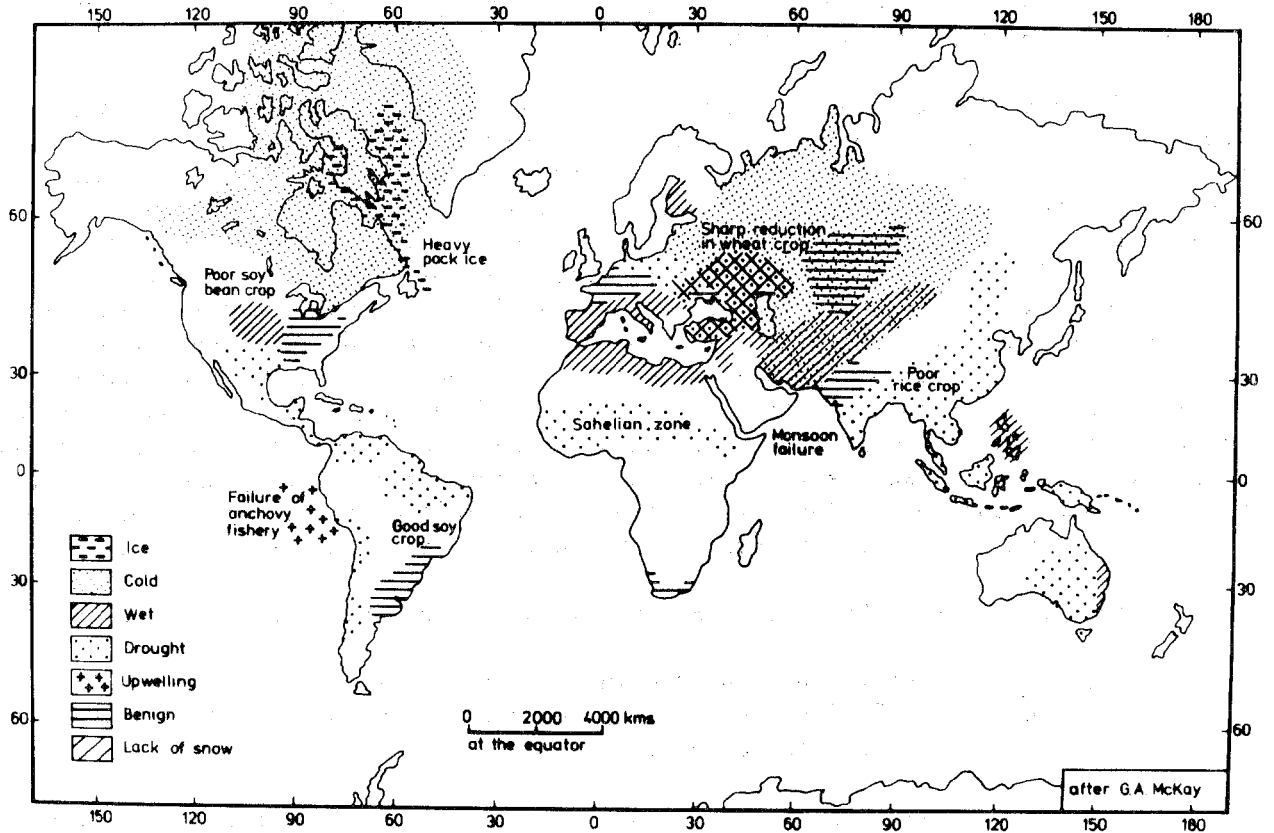 150 120 90 60 30 0 30 60 90 120 150 180
60
60
Heavy
pack ice
Sharp reduction
in wheat crop
Poor soy
bean crop
30
30
Poor
rice crop
Sahelian zone
Monsoon
failure
0
0
Failure of
anchovy
fishery
Good soy
crop
Ice
Cold
Wet
Drought
Upwelling
Benign
Lack of snow
30
30
0 2000 4000 kms
at the equator
60
60
after G.A McKay
150 120 90 60 30 0 30 60 90 120 150 180